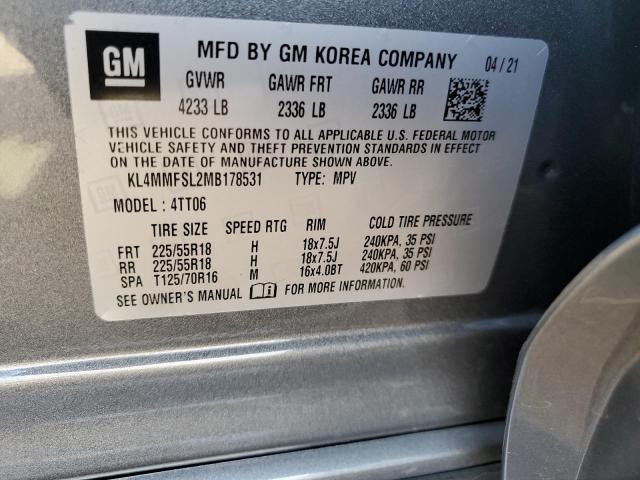 GM
MFD BY GM KOREA COMPANY 04/21
GVWR GAWR FRT GAWR RR
4233 LB 2336 LB 2336 LB
THIS VEHICLE CONFORMS TO ALL APPLICABLE U.S. FEDERAL MOTOR
VEHICLE SAFETY AND THEFT PREVENTION STANDARDS IN EFFECT
ON THE DATE OF MANUFACTURE SHOWN ABOVE.
KL4MMFSL2MB178531 TYPE: MPV
MODEL: 4TT06
TIRE SIZE SPEED RTG RIM COLD TIRE PRESSURE
FRT 225/55R18 H 18x7.5J 240KPA, 35 PSI
RR 225/55R18 H 18x7.5J 240KPA, 35 PSI
SPA T125/70R16 M 16x4.0BT 420KPA, 60 PSI
SEE OWNER'S MANUAL FOR MORE INFORMATION.